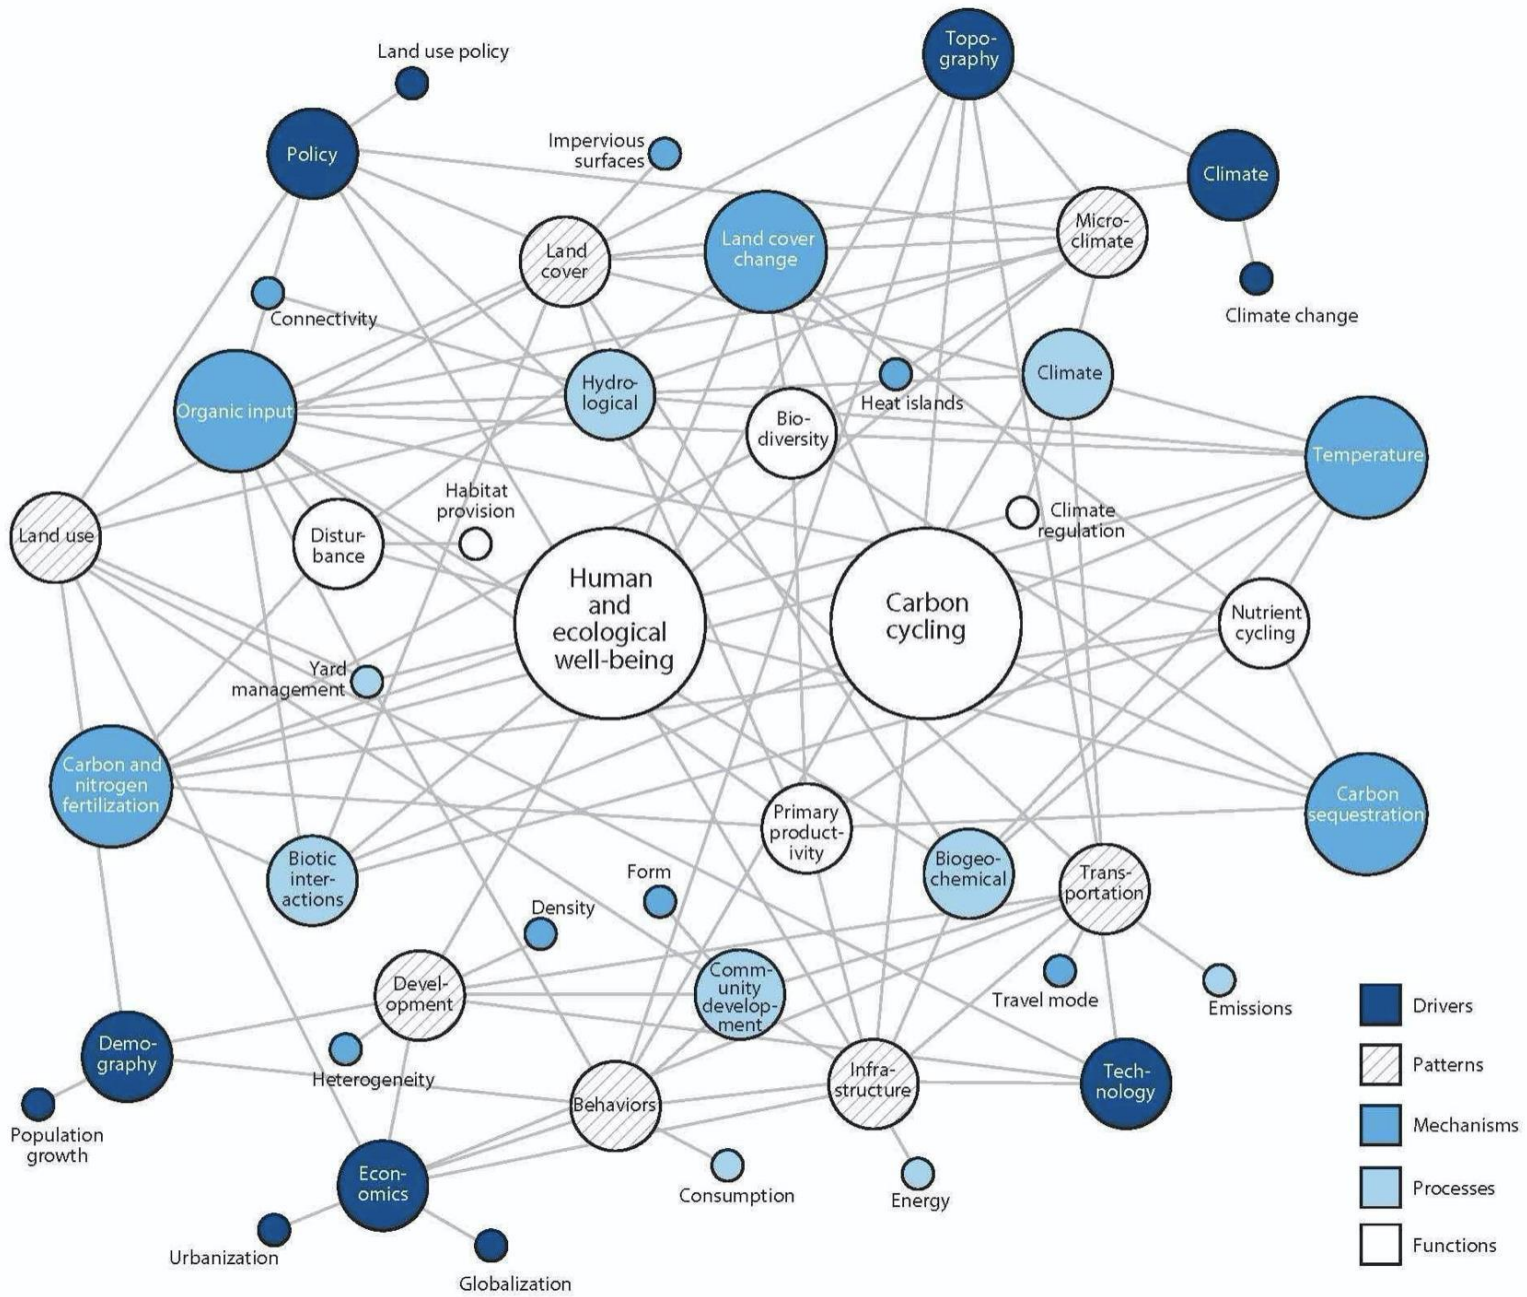 Land use policy
Topo-
graphy
Policy
Impervious
surfaces
Climate
Micro-
climate
Land
cover
Land cover
change
Connectivity
Climate change
Hydro-
logical
Climate
Heat islands
Organic input
Bio-
diversity
Temperature
Habitat
provision
Climate
regulation
Land use
Distur-
bance
Human
and
ecological
well-being
Carbon
cycling
Nutrient
cycling
Yard
management
Carbon and
nitrogen
fertilization
Carbon
sequestration
Primary
product-
ivity
Biotic
inter-
actions
Biogeo-
chemical
Trans-
portation
Form
Density
Comm-
unity
develop-
ment
Devel-
opment
Travel mode
Emissions
Drivers
Demo-
graphy
Heterogeneity
Infra-
structure
Tech-
nology
Patterns
Behaviors
Mechanisms
Population
growth
Econ-
omics
Consumption
Energy
Processes
Urbanization
Globalization
Functions